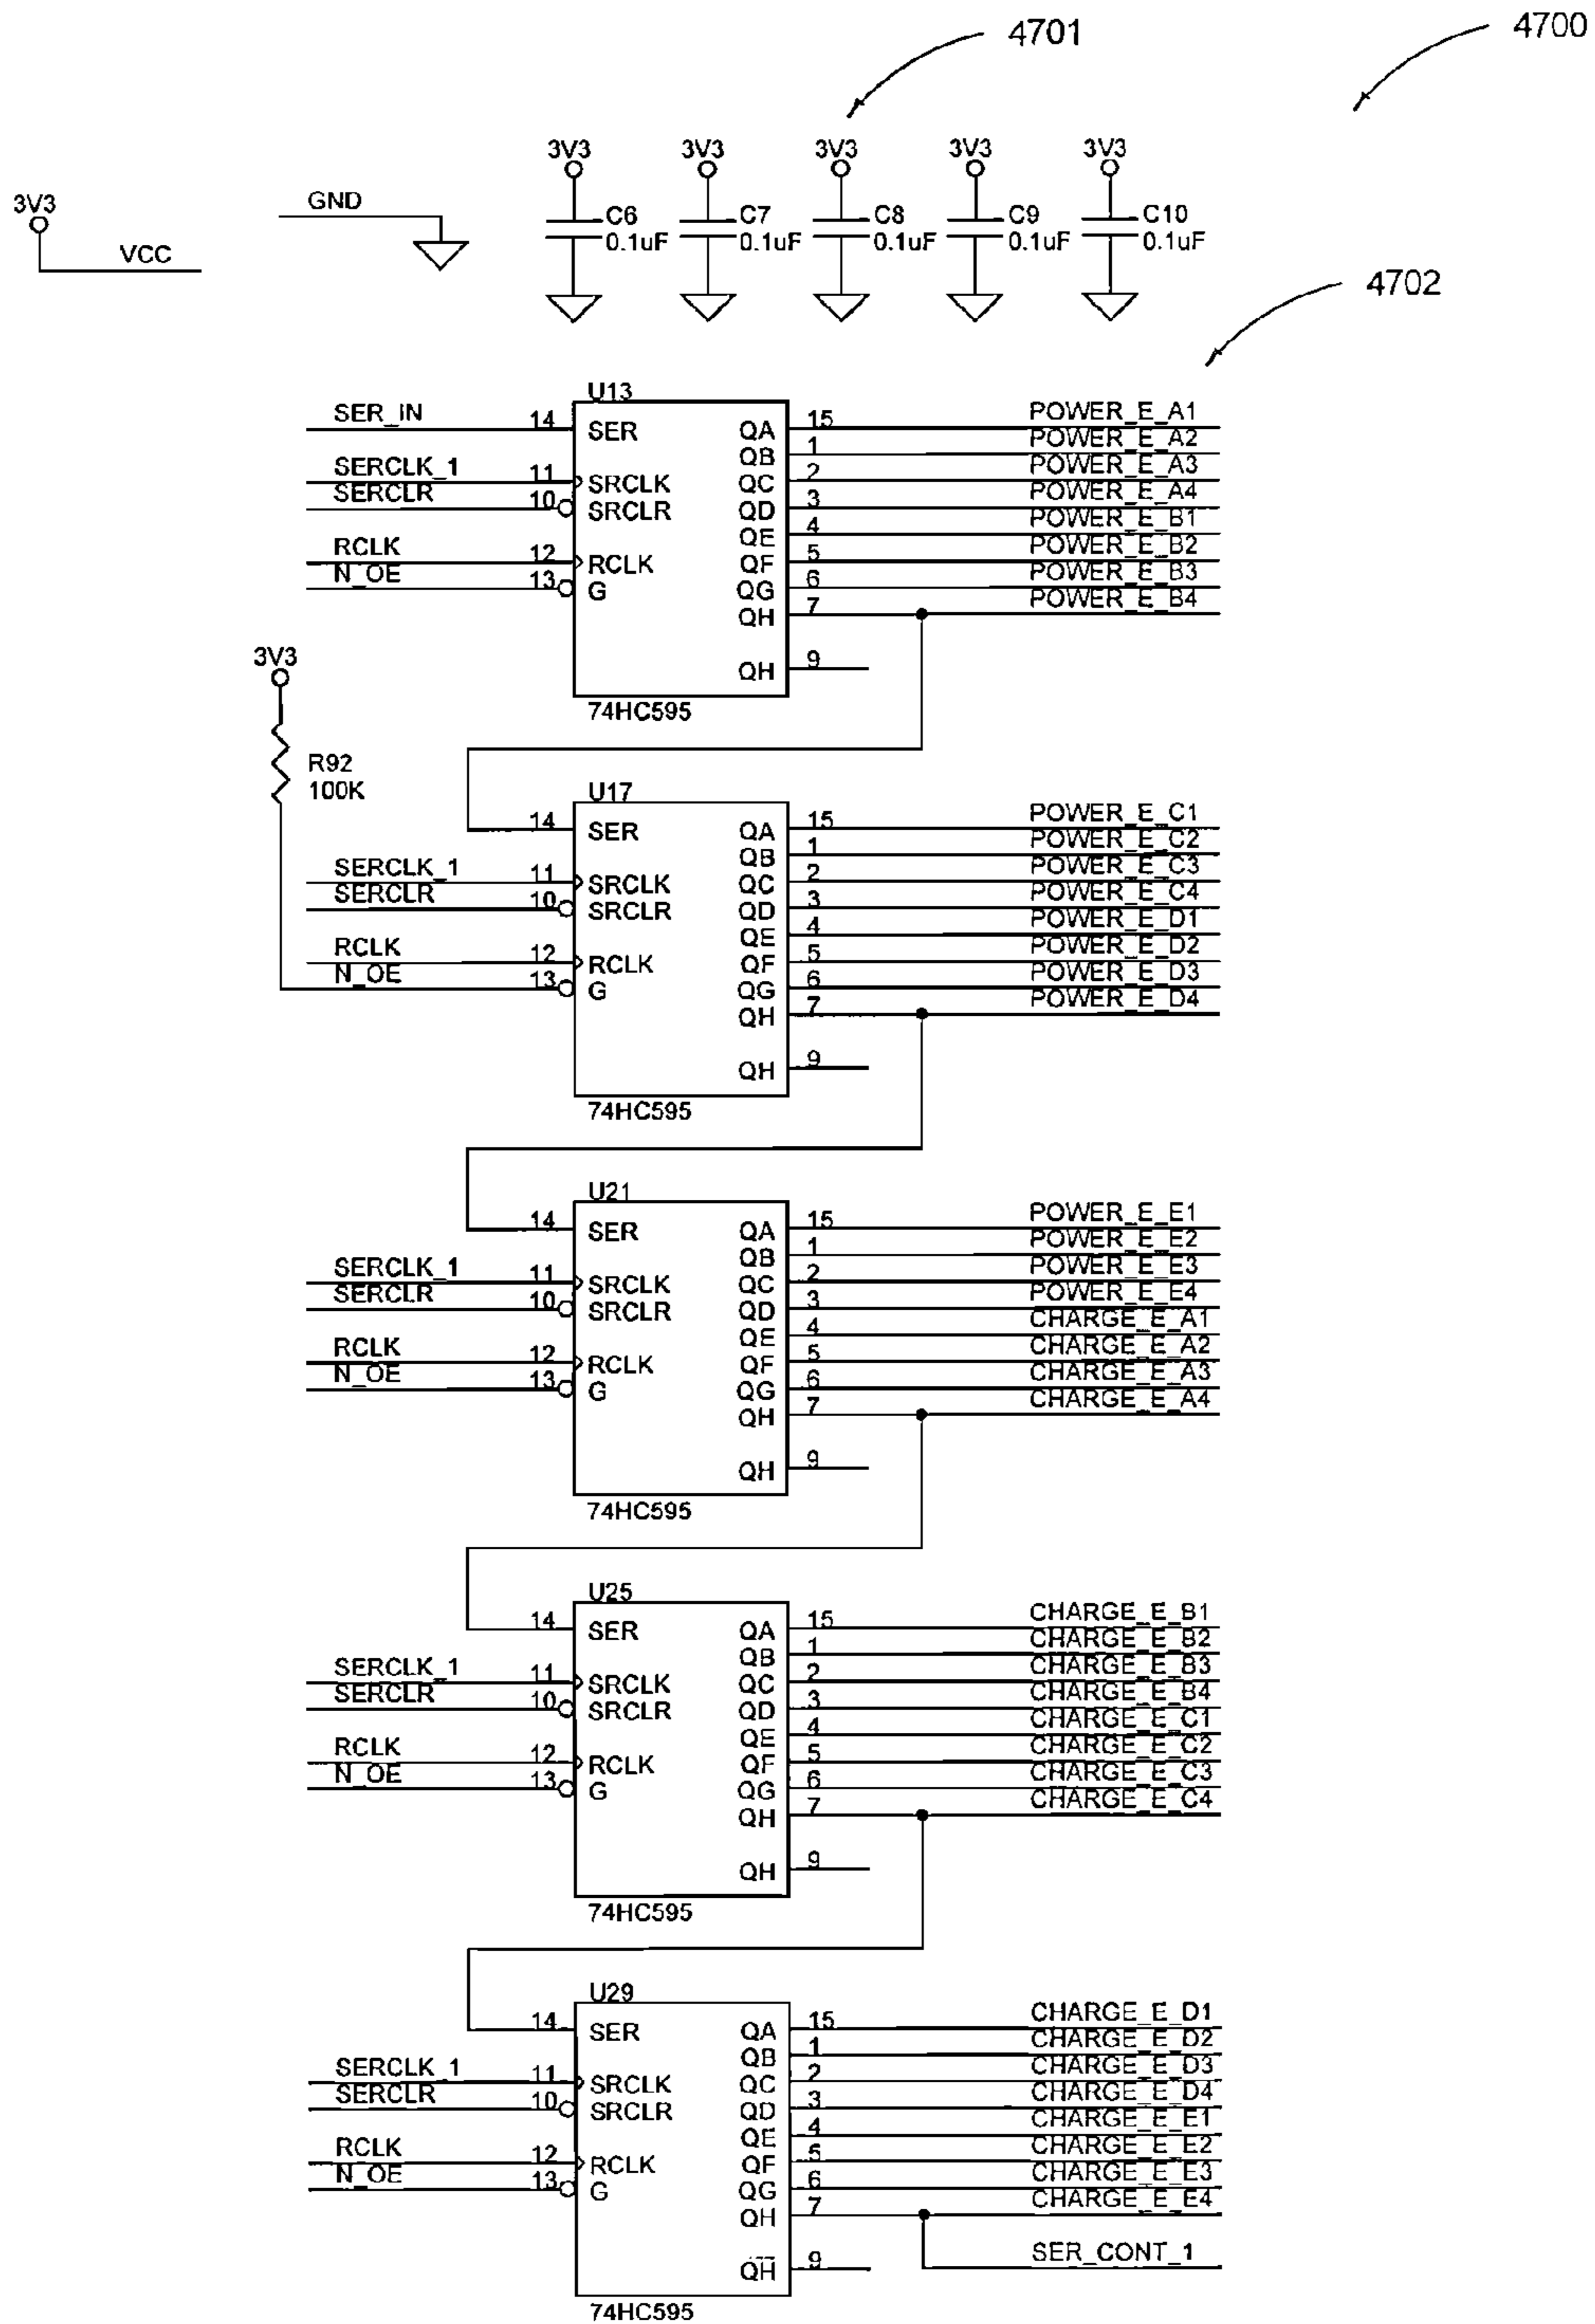 4700
4701
3V3 3V3 3V3 3V3 3V3
3V3
GND
VCC
C6 C7 C8 C9 C10
0.1uF 0.1uF 0.1uF 0.1uF 0.1uF
4702
U13
SER_IN 14 SER QA 15 POWER_E_A1
QB 1 POWER_E_A2
SERCLK_1 11 SRCLK QC 2 POWER_E_A3
SERCLR 10 SRCLR QD 3 POWER_E_A4
QE 4 POWER_E_B1
RCLK 12 RCLK QF 5 POWER_E_B2
N_OE 13 G QG 6 POWER_E_B3
QH 7 POWER_E_B4
QH 9
74HC595
3V3
R92
100K
U17
14 SER QA 15 POWER_E_C1
QB 1 POWER_E_C2
SERCLK_1 11 SRCLK QC 2 POWER_E_C3
SERCLR 10 SRCLR QD 3 POWER_E_C4
QE 4 POWER_E_D1
RCLK 12 RCLK QF 5 POWER_E_D2
N_OE 13 G QG 6 POWER_E_D3
QH 7 POWER_E_D4
QH 9
74HC595
U21
14 SER QA 15 POWER_E_E1
QB 1 POWER_E_E2
SERCLK_1 11 SRCLK QC 2 POWER_E_E3
SERCLR 10 SRCLR QD 3 POWER_E_E4
QE 4 CHARGE_E_A1
RCLK 12 RCLK QF 5 CHARGE_E_A2
N_OE 13 G QG 6 CHARGE_E_A3
QH 7 CHARGE_E_A4
QH 9
74HC595
U25
14 SER QA 15 CHARGE_E_B1
QB 1 CHARGE_E_B2
SERCLK_1 11 SRCLK QC 2 CHARGE_E_B3
SERCLR 10 SRCLR QD 3 CHARGE_E_B4
QE 4 CHARGE_E_C1
RCLK 12 RCLK QF 5 CHARGE_E_C2
N_OE 13 G QG 6 CHARGE_E_C3
QH 7 CHARGE_E_C4
QH 9
74HC595
U29
14 SER QA 15 CHARGE_E_D1
QB 1 CHARGE_E_D2
SERCLK_1 11 SRCLK QC 2 CHARGE_E_D3
SERCLR 10 SRCLR QD 3 CHARGE_E_D4
QE 4 CHARGE_E_E1
RCLK 12 RCLK QF 5 CHARGE_E_E2
N_OE 13 G QG 6 CHARGE_E_E3
QH 7 CHARGE_E_E4
QH 9 SER_CONT_1
74HC595